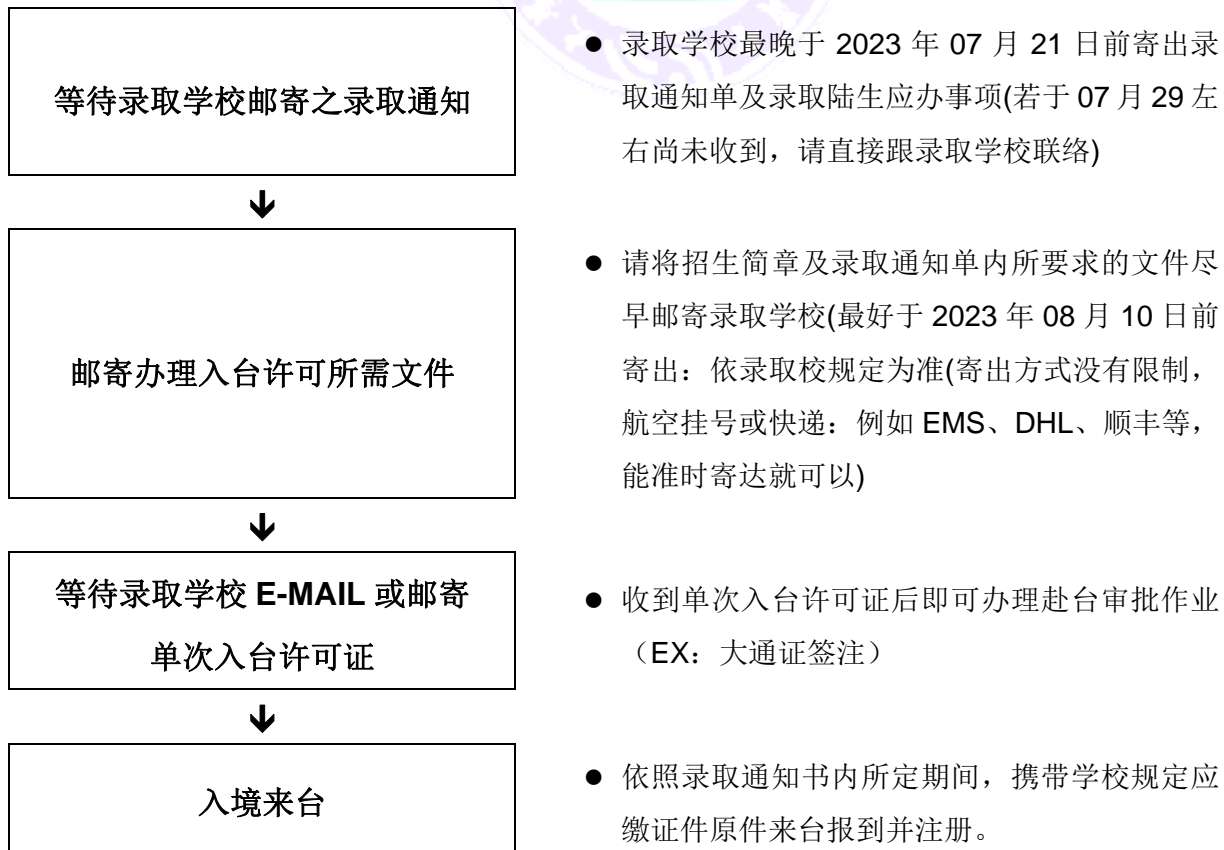 等待录取学校邮寄之录取通知
● 录取学校最晚于 2023 年 07 月 21 日前寄出录
取通知单及录取陆生应办事项(若于 07 月 29 左
右尚未收到，请直接跟录取学校联络)
邮寄办理入台许可所需文件
● 请将招生简章及录取通知单内所要求的文件尽
早邮寄录取学校(最好于 2023 年 08 月 10 日前
寄出：依录取校规定为准(寄出方式没有限制，
航空挂号或快递：例如 EMS、DHL、顺丰等，
能准时寄达就可以)
等待录取学校 E-MAIL 或邮寄
单次入台许可证
● 收到单次入台许可证后即可办理赴台审批作业
（EX：大通证签注）
入境来台
● 依照录取通知书内所定期间，携带学校规定应
缴证件原件来台报到并注册。